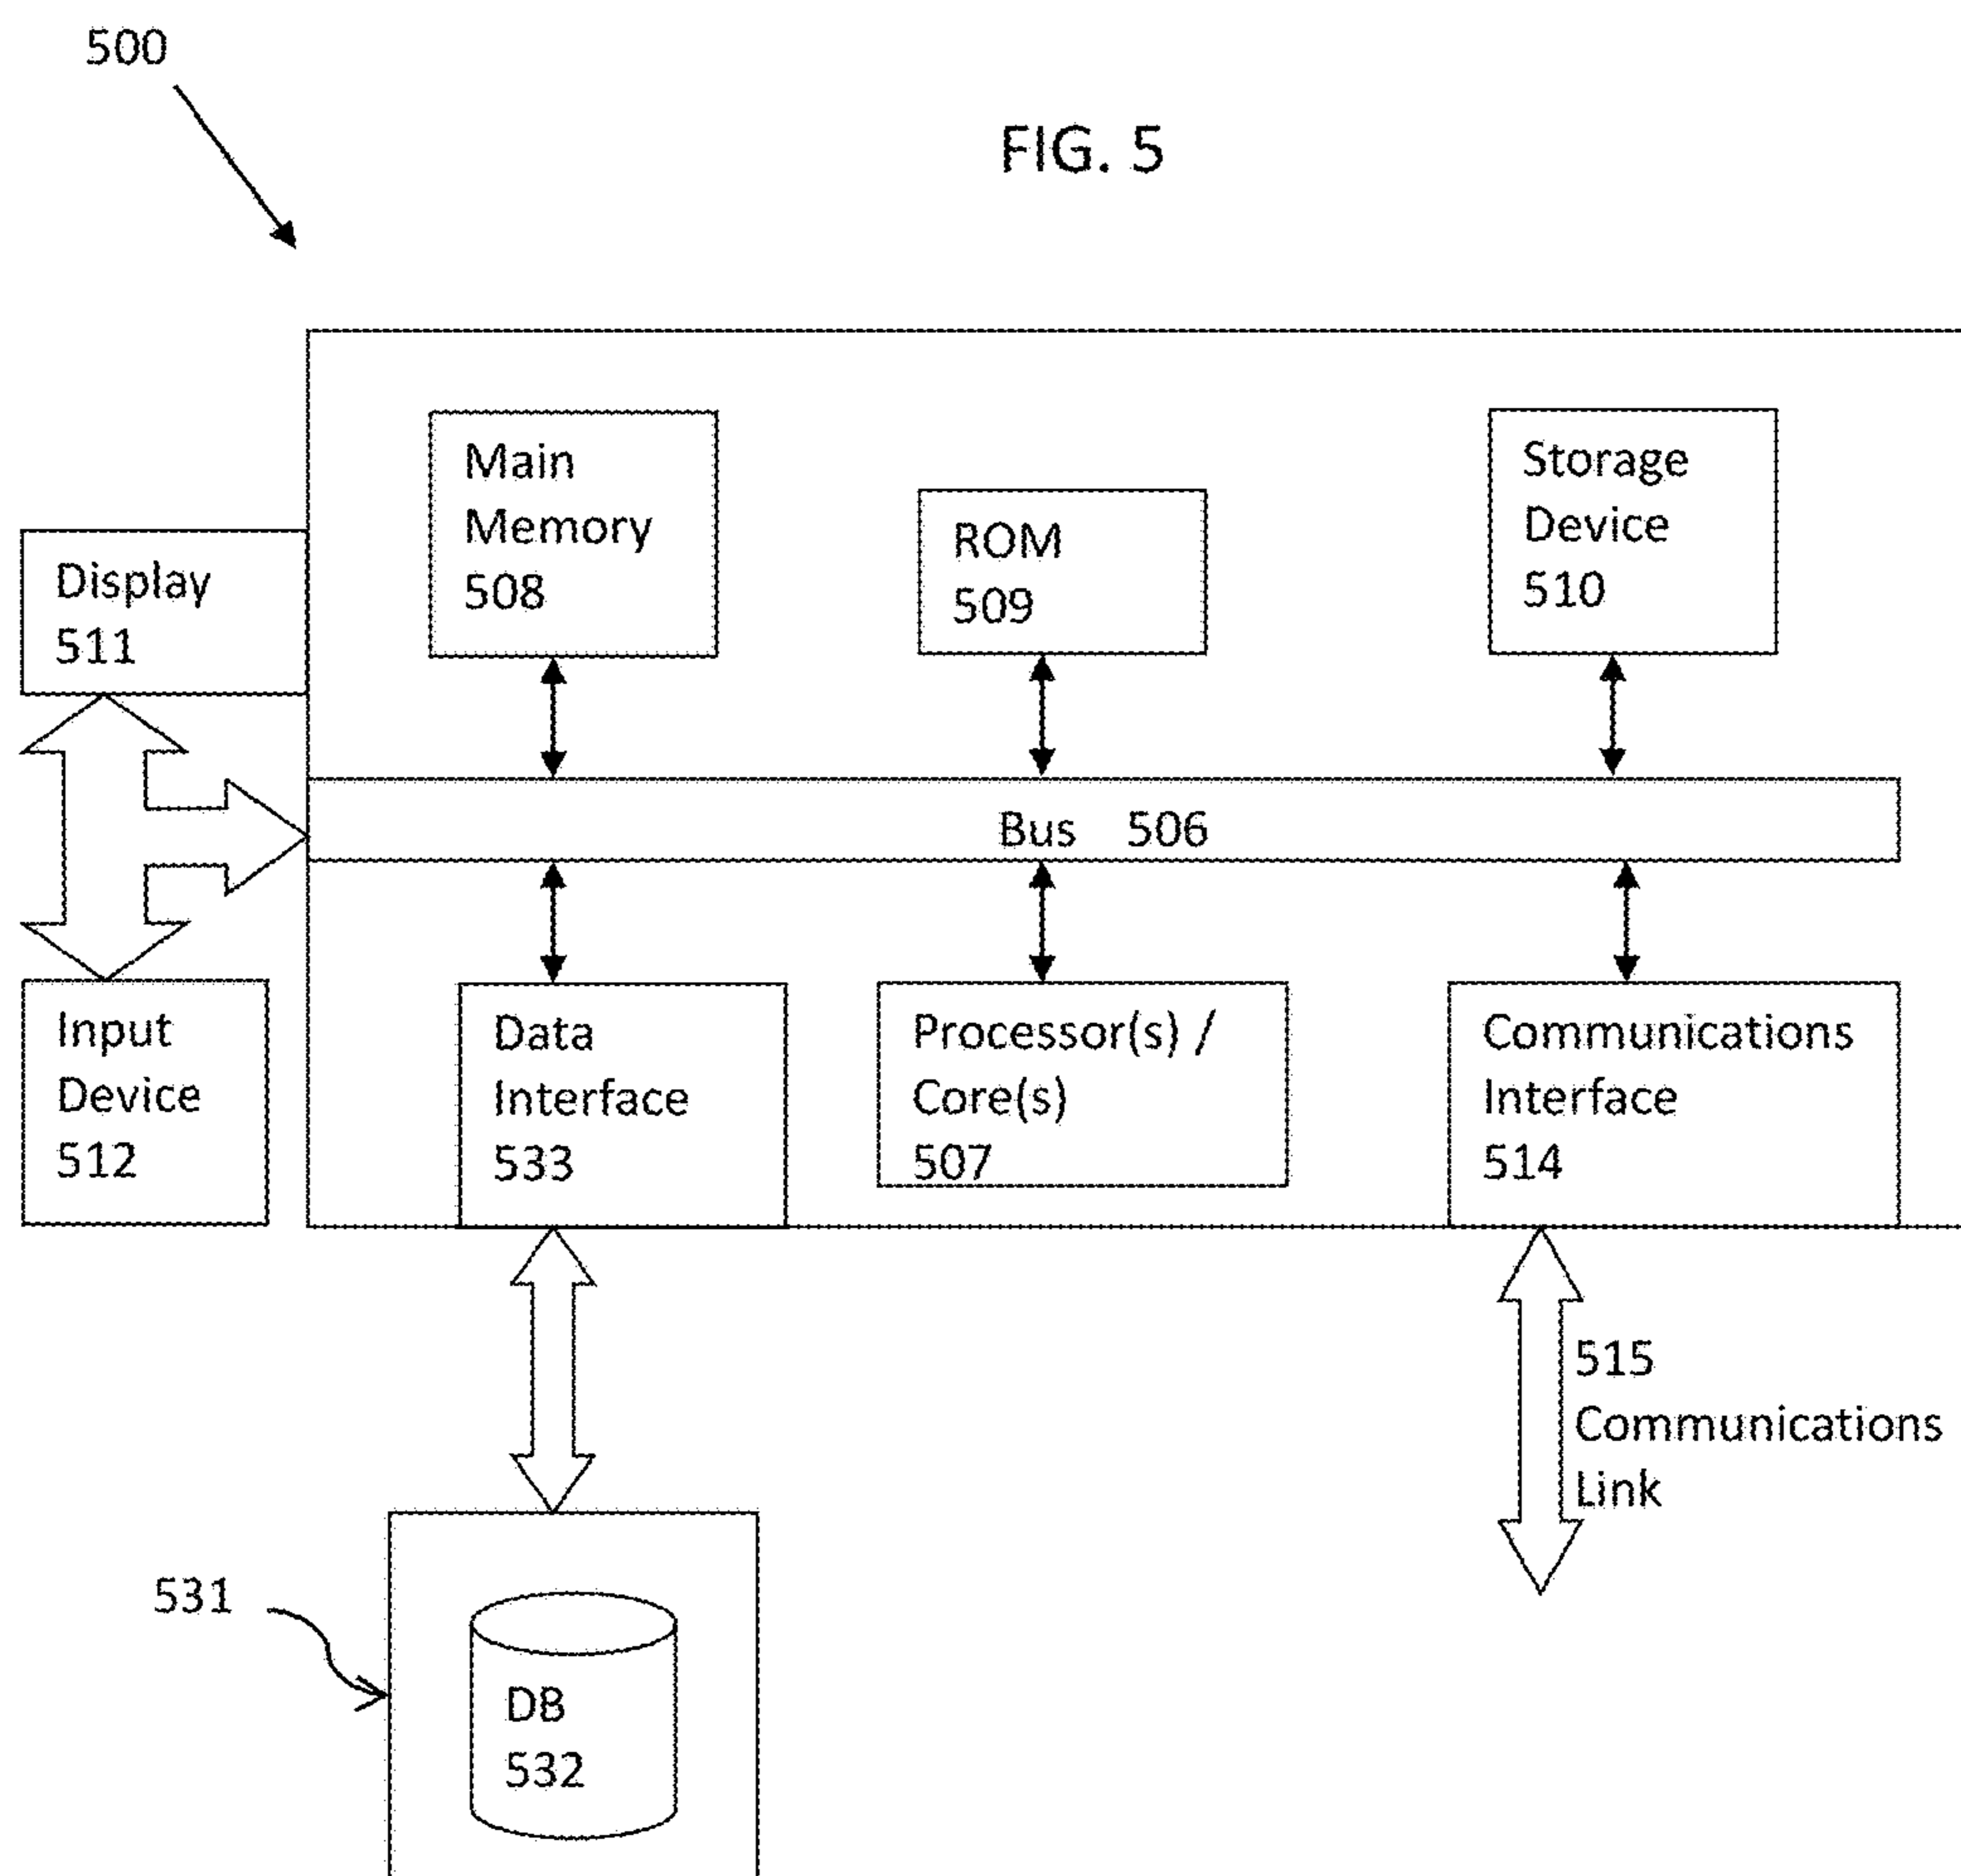 500
FIG. 5
Main
Memory
508
ROM
509
Storage
Device
510
Display
511
Bus 506
Input
Device
512
Data
Interface
533
Processor(s) /
Core(s)
507
Communications
Interface
514
515
Communications
Link
531
DB
532